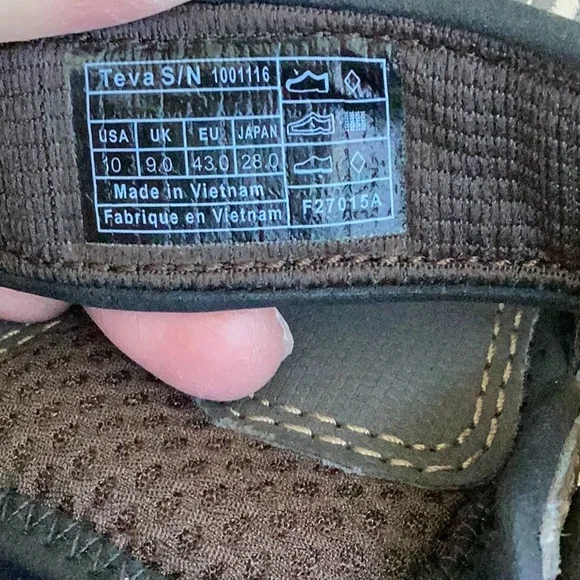 Teva S/N 1001116
USA UK EU JAPAN
10 9.0 43.0 28.0
Made in Vietnam
Fabrique en Vietnam
F27015A